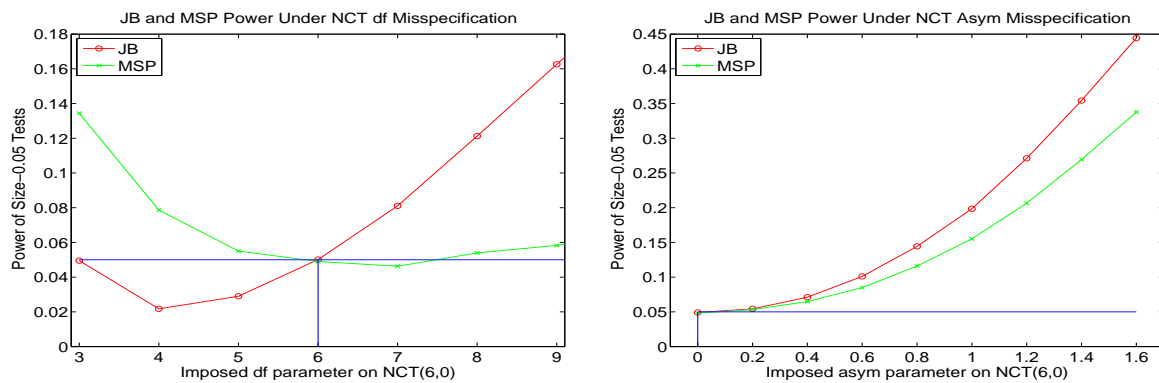 JB and MSP Power Under NCT df Misspecification
Power of Size-0.05 Tests
0.18
0.16
0.14
0.12
0.1
0.08
0.06
0.04
0.02
0
JB
MSP
3 4 5 6 7 8 9
Imposed df parameter on NCT(6,0)
JB and MSP Power Under NCT Asym Misspecification
Power of Size-0.05 Tests
0.45
0.4
0.35
0.3
0.25
0.2
0.15
0.1
0.05
0
JB
MSP
0 0.2 0.4 0.6 0.8 1 1.2 1.4 1.6
Imposed asym parameter on NCT(6,0)